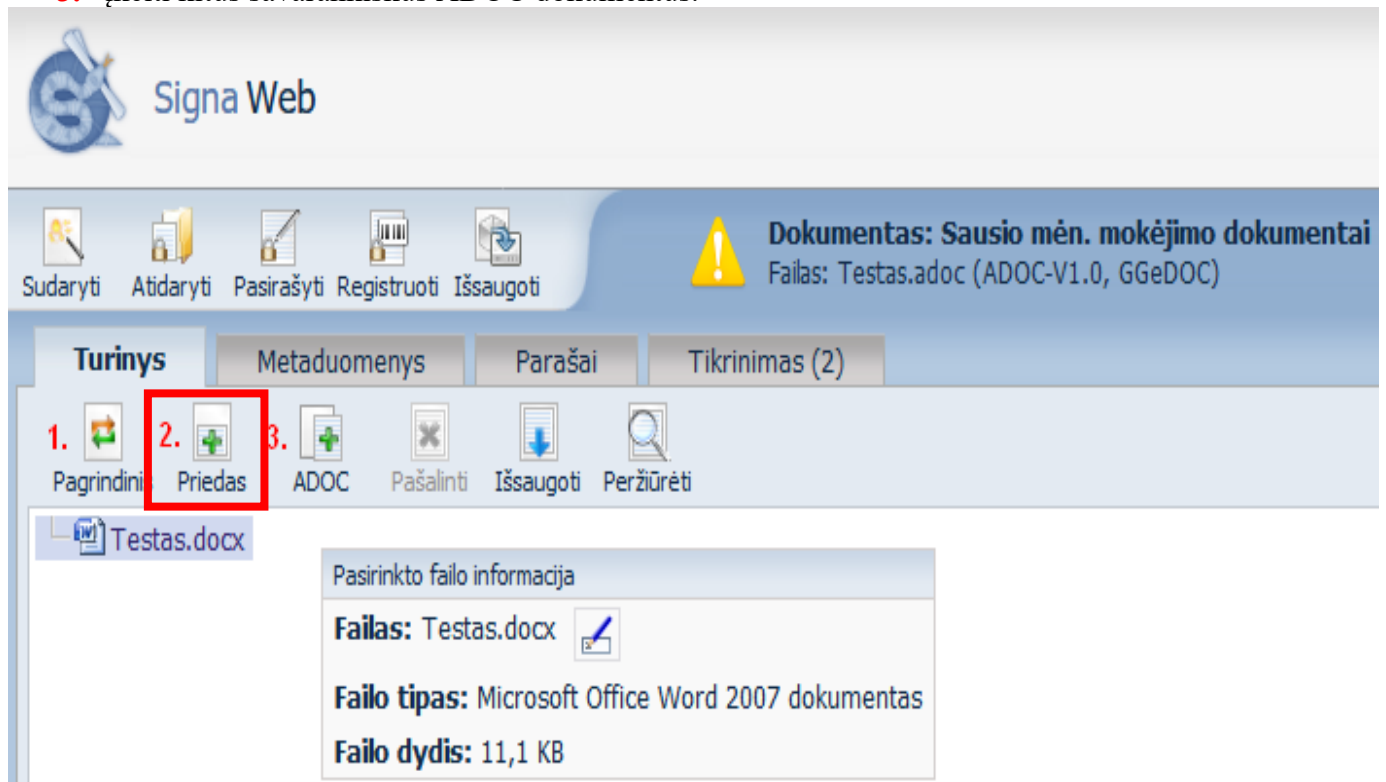 Signa Web
Sudaryti Atidaryti Pasirašyti Registruoti Išsaugoti
Dokumentas: Sausio mėn. mokėjimo dokumentai
Failas: Testas.adoc (ADOC-V1.0, GGeDOC)
Turinys Metaduomenys Parašai Tikrinimas (2)
1. 2. 3.
Pagrindinis Priedas ADOC Pašalinti Išsaugoti Peržiūrėti
Testas.docx
Pasirinkto failo informacija
Failas: Testas.docx
Failo tipas: Microsoft Office Word 2007 dokumentas
Failo dydis: 11,1 KB